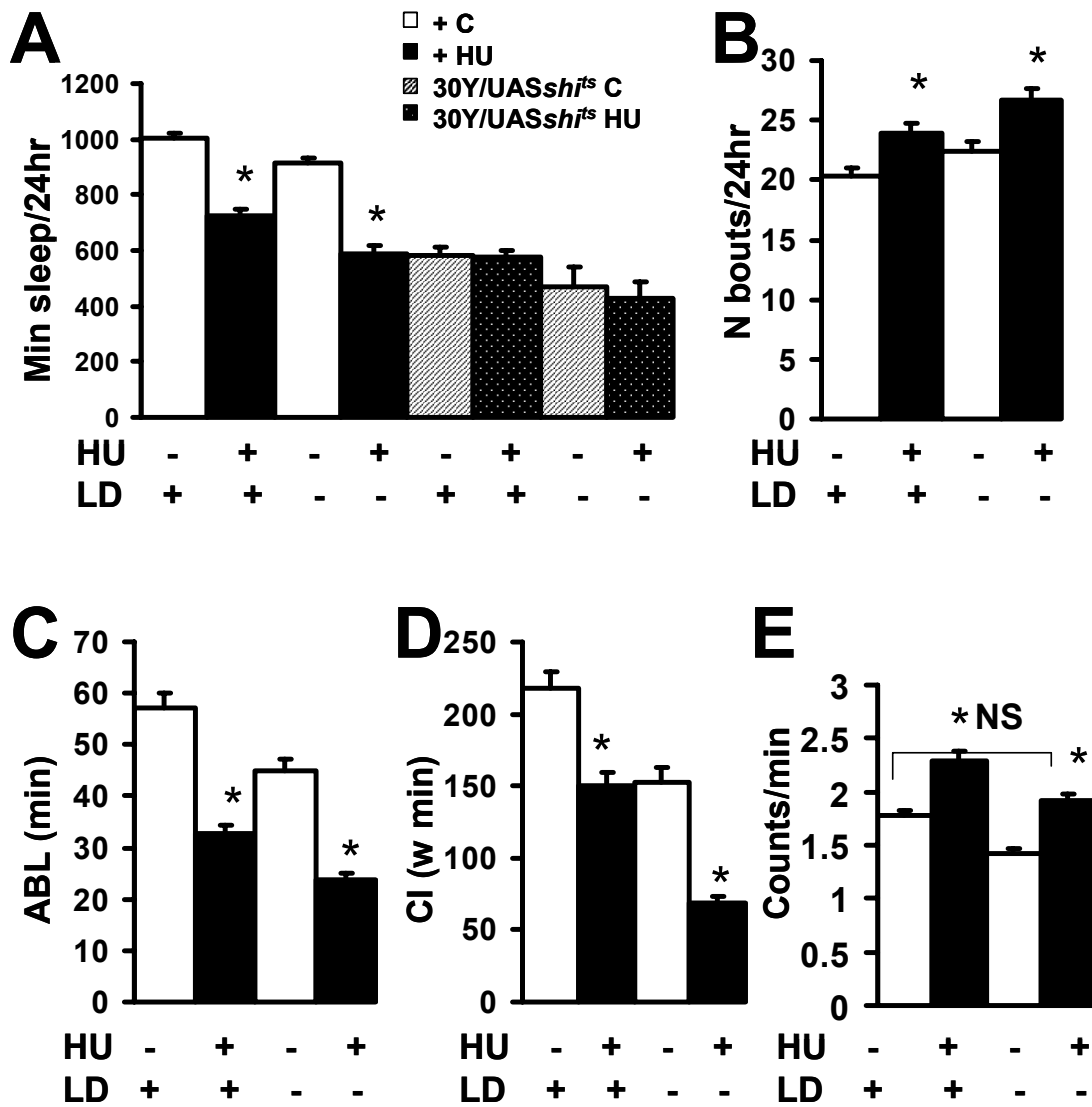 A
+ C
+ HU
30Y/UASshiᵗˢ C
30Y/UASshiᵗˢ HU
Min sleep/24hr
1200
1000
800
600
400
200
0
* *
HU - + - + - + - +
LD + + - - + + - -
B
N bouts/24hr
30
25
20
15
10
5
0
* *
HU - + - +
LD + + - -
C
ABL (min)
70
60
50
40
30
20
10
0
* *
HU - + - +
LD + + - -
D
CI (w min)
250
200
150
100
50
0
* *
HU - + - +
LD + + - -
E
Counts/min
3
2.5
2
1.5
1
0.5
0
* NS
*
HU - + - +
LD + + - -